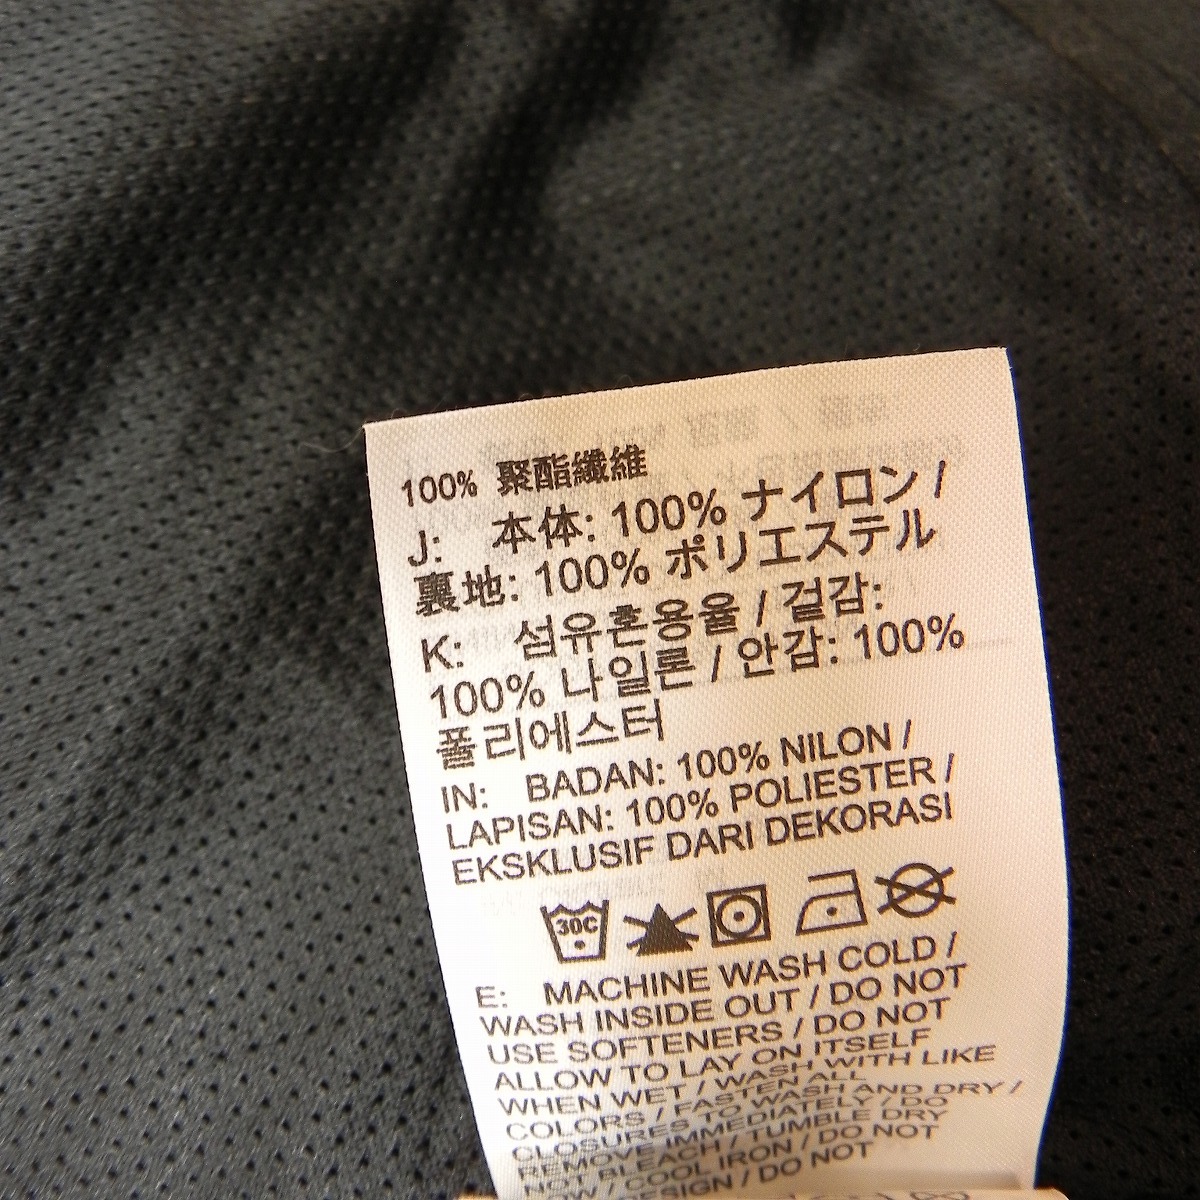 100% 聚酯纖維
J: 本体: 100% ナイロン /
裏地: 100% ポリエステル
K: 섬유혼용율 / 겉감:
100% 나일론 / 안감: 100%
폴리에스터
IN: BADAN: 100% NILON /
LAPISAN: 100% POLIESTER /
EKSKLUSIF DARI DEKORASI
30C
E: MACHINE WASH COLD /
WASH INSIDE OUT / DO NOT
USE SOFTENERS / DO NOT
ALLOW TO LAY ON ITSELF
WHEN WET / WASH WITH LIKE
COLORS / FASTEN ALL
CLOSURES TO WASH AND DRY /
REMOVE IMMEDIATELY / DO
NOT BLEACH / TUMBLE DRY
LOW / COOL IRON / DO NOT
DESIGN / DO NOT